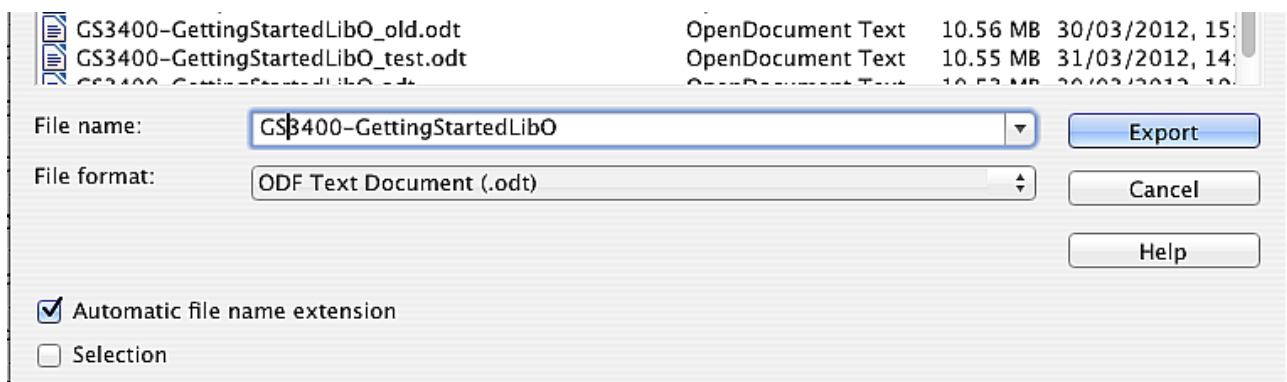 GS3400-GettingStartedLibO_old.odt OpenDocument Text 10.56 MB 30/03/2012, 15:
GS3400-GettingStartedLibO_test.odt OpenDocument Text 10.55 MB 31/03/2012, 14:
File name: GS3400-GettingStartedLibO Export
File format: ODF Text Document (.odt) Cancel
Help
Automatic file name extension
Selection